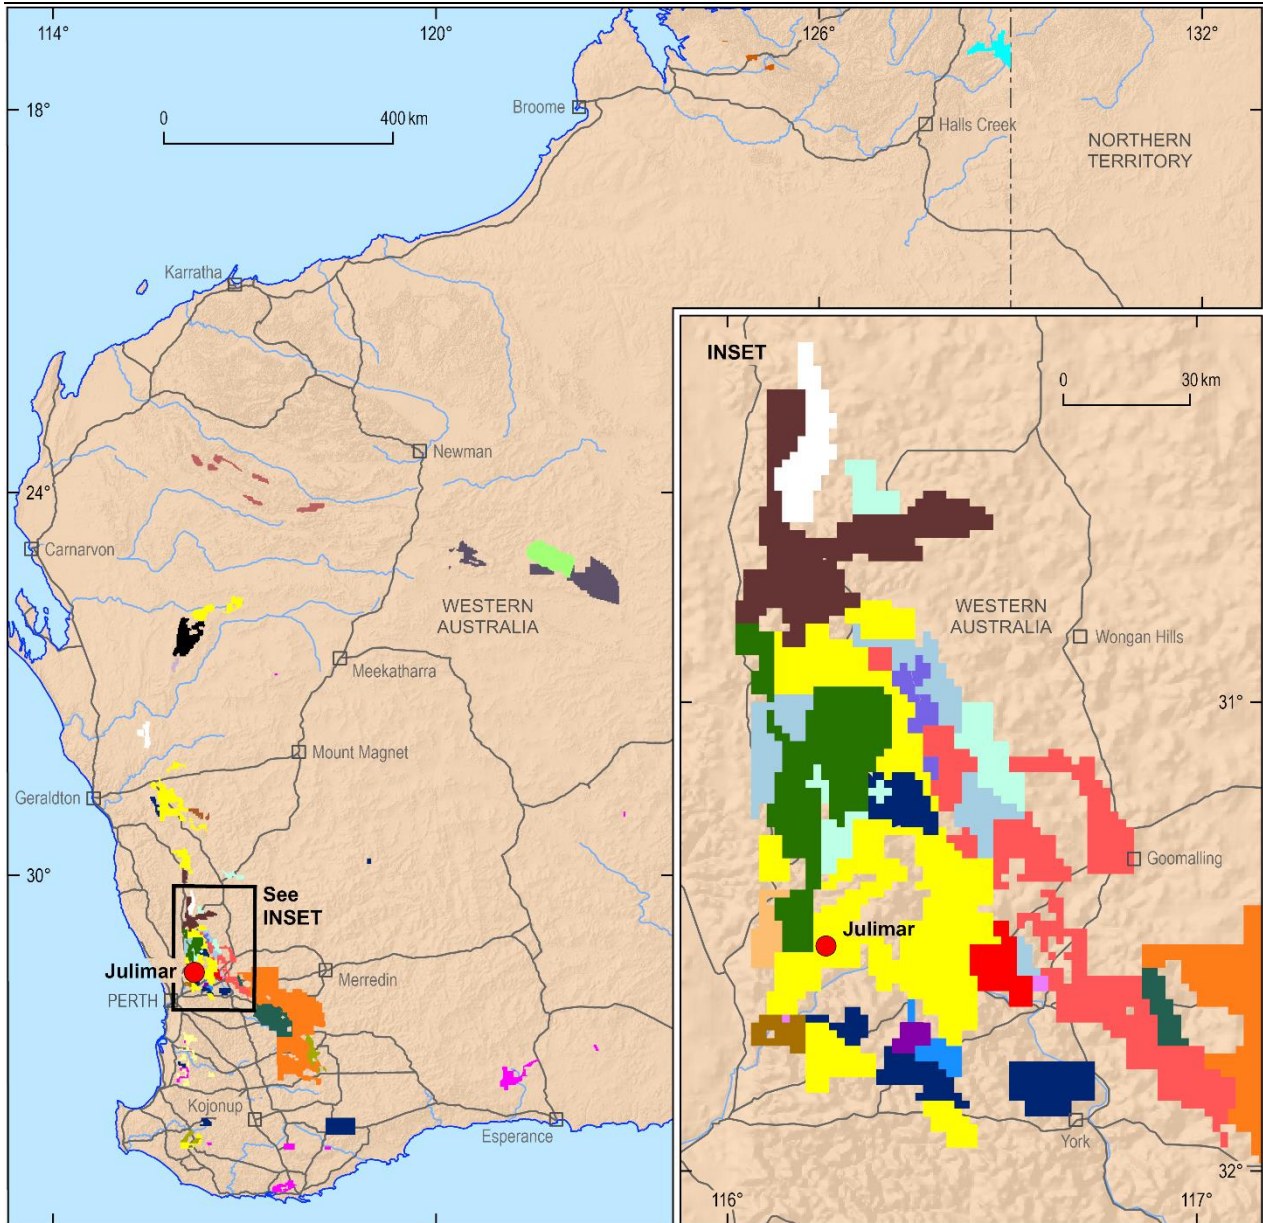 114°
120°
126°
132°
18°
0
400 km
Broome
Halls Creek
NORTHERN
TERRITORY
Karratha
INSET
0
30 km
Newman
24°
Carnarvon
WESTERN
AUSTRALIA
WESTERN
AUSTRALIA
Wongan Hills
Meekatharra
31°
Mount Magnet
Geraldton
Goomalling
30°
See
INSET
Julimar
Julimar
Merredin
PERTH
Kojonup
Esperance
York
32°
116°
117°